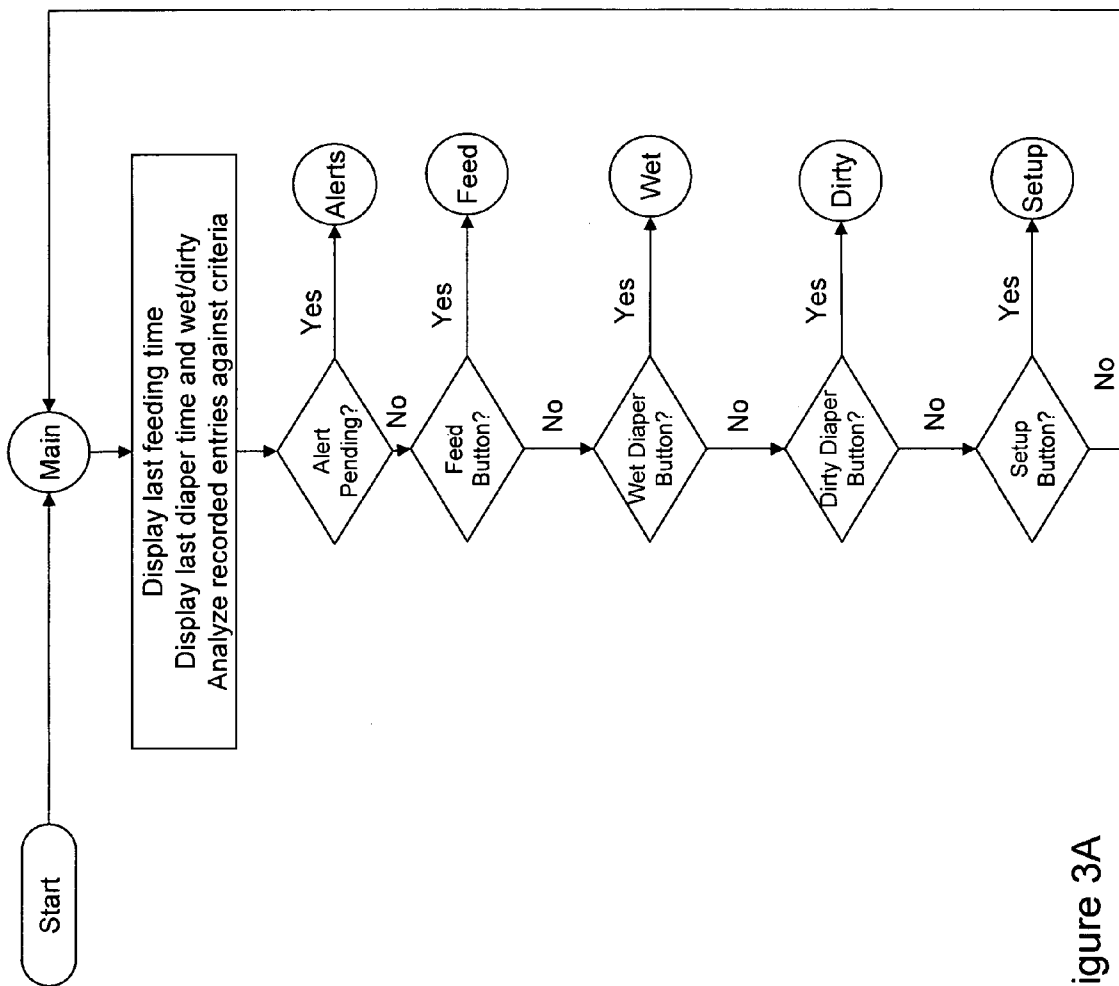 Start
Main
Display last feeding time
Display last diaper time and wet/dirty
Analyze recorded entries against criteria
Alert
Pending?
Yes
Alerts
No
Feed
Button?
Yes
Feed
No
Wet Diaper
Button?
Yes
Wet
No
Dirty Diaper
Button?
Yes
Dirty
No
Setup
Button?
Yes
Setup
No
igure 3A